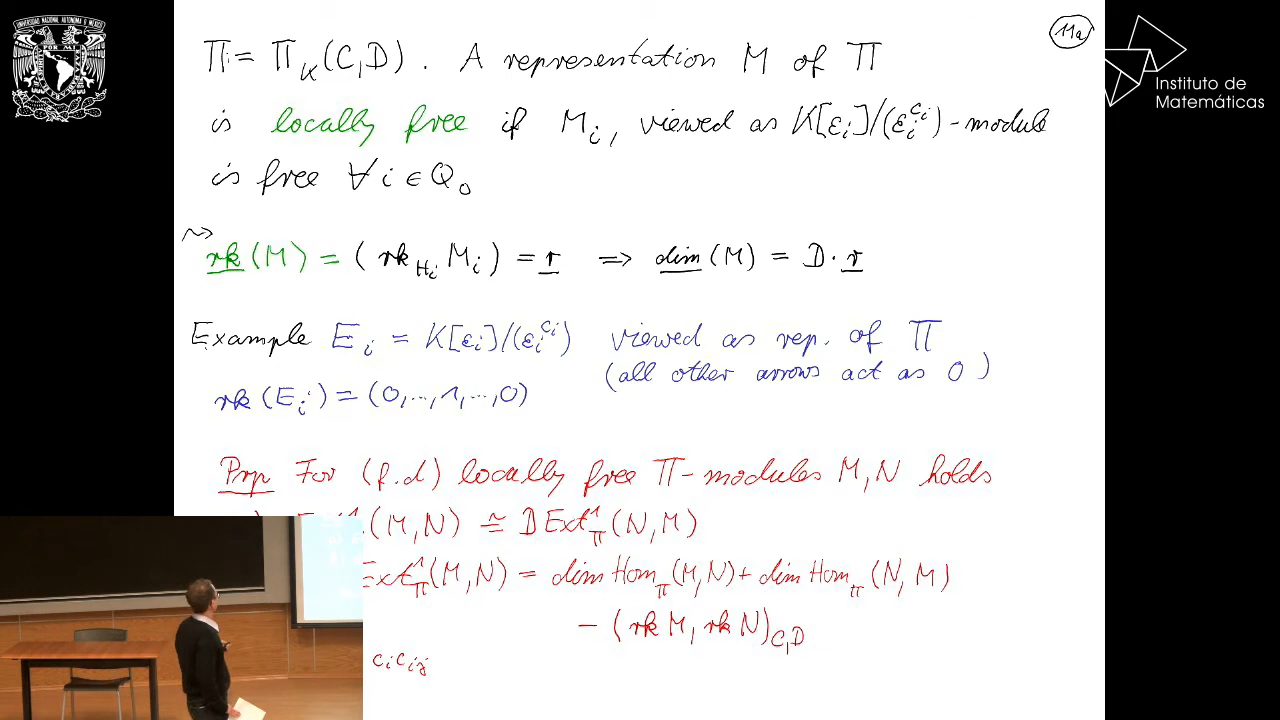 11a
Π = Π_K(C,D). A representation M of Π
is locally free if M_i, viewed as K[ε_i]/(ε_i^{c_i})-module
is free ∀ i ∈ Q_0
⇝ rk(M) = (rk_{H_i} M_i) = r ⇒ dim(M) = D · r
Example E_i = K[ε_i]/(ε_i^{c_i}) viewed as rep. of Π
(all other arrows act as 0)
rk(E_i) = (0,..,1,...,0)
Prp For (f.d) locally free Π-modules M,N holds
(M,N) ≅ D Ext^1_Π(N,M)
Ext^1_Π(M,N) = dim Hom_Π(M,N) + dim Hom_Π(N,M)
- (rk M, rk N)_{C,D}
c_i c_{ij}
Instituto de
Matemáticas